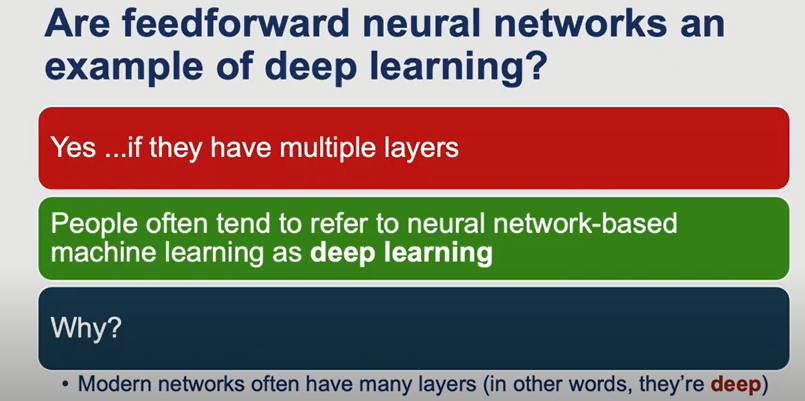 Are feedforward neural networks an
example of deep learning?
Yes ...if they have multiple layers
People often tend to refer to neural network-based
machine learning as deep learning
Why?
• Modern networks often have many layers (in other words, they're deep)